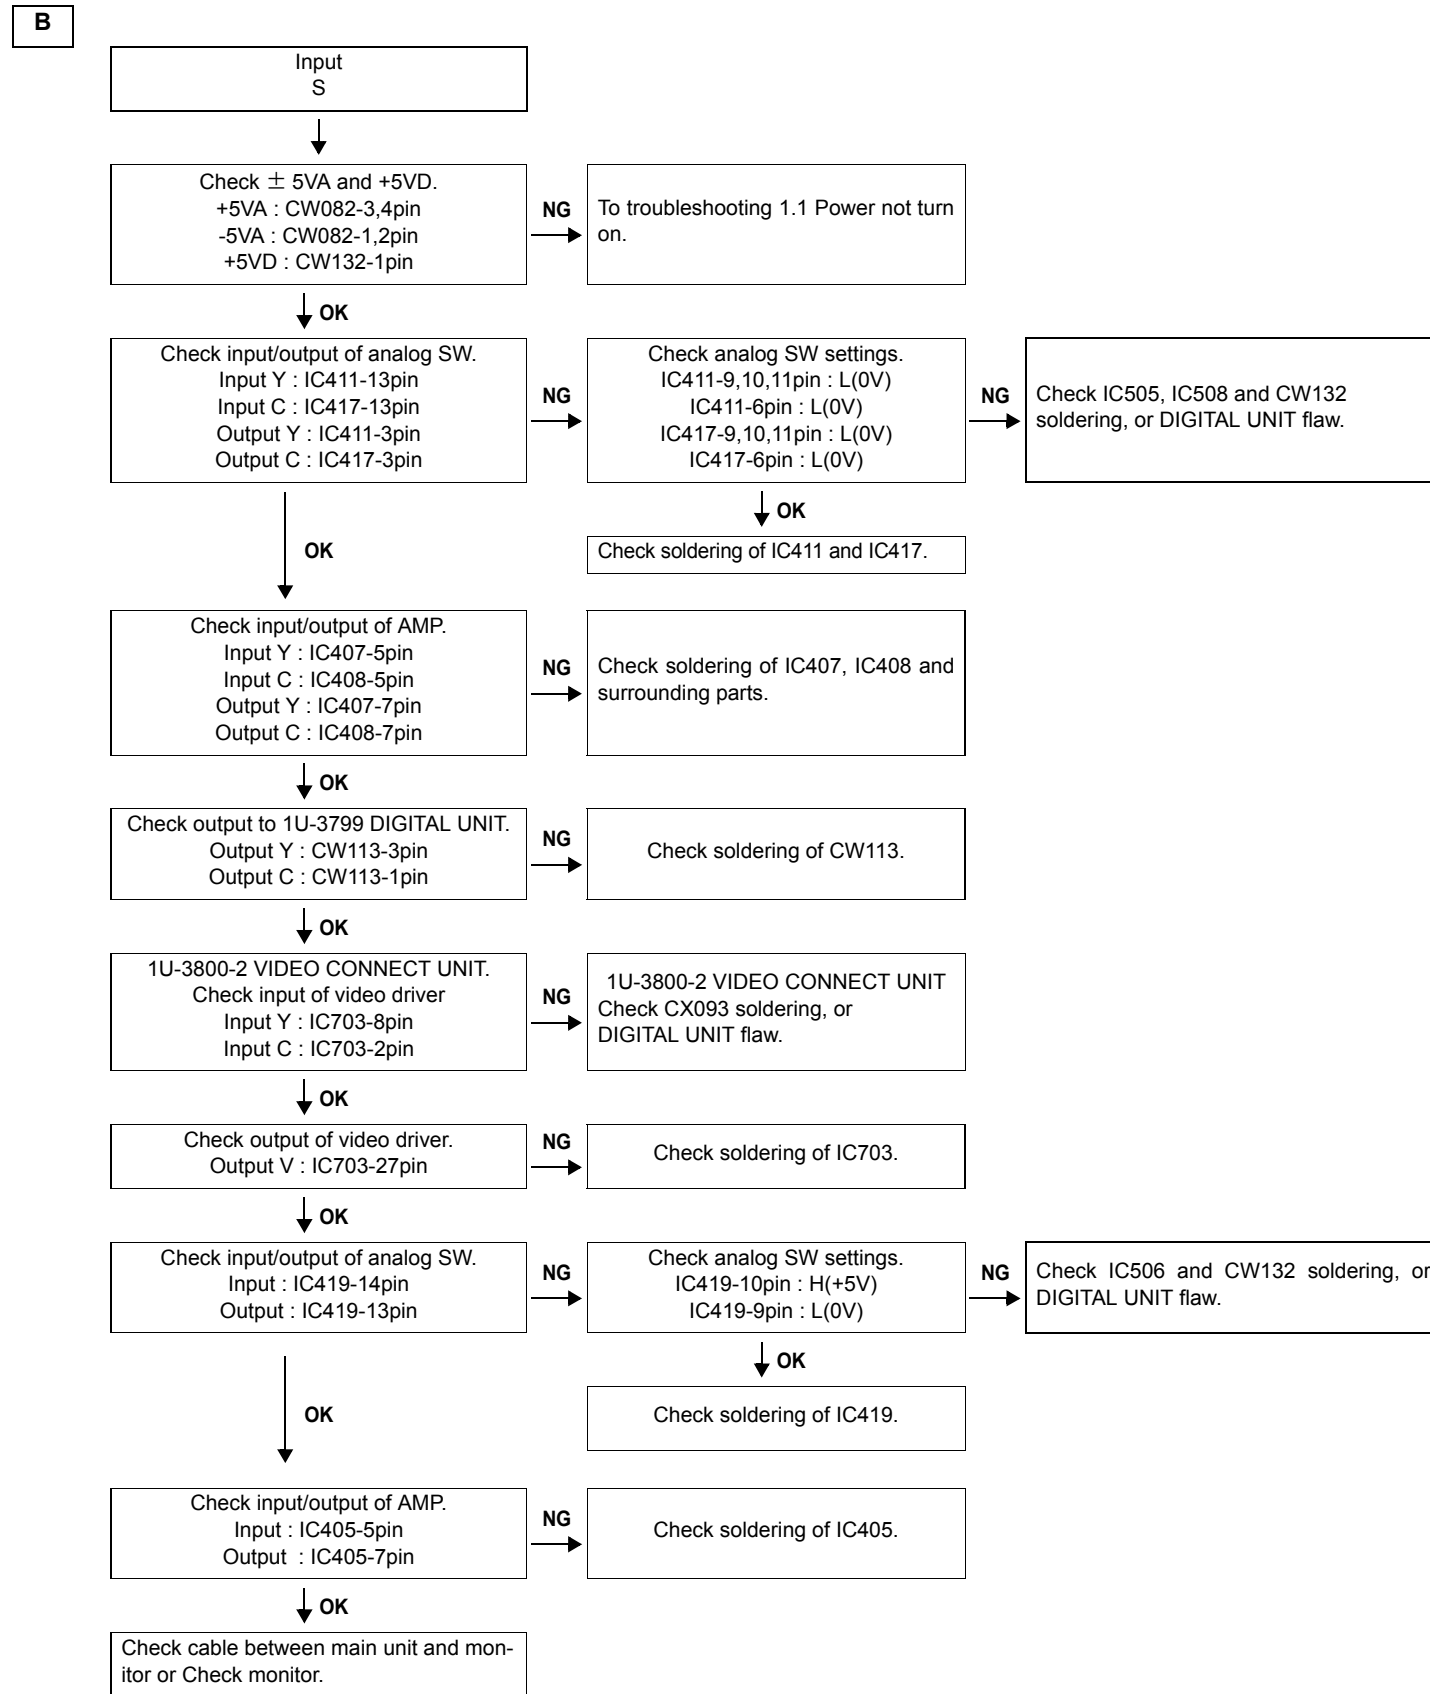 B
Input
S
Check ± 5VA and +5VD.
+5VA : CW082-3,4pin
-5VA : CW082-1,2pin
+5VD : CW132-1pin
NG
To troubleshooting 1.1 Power not turn
on.
OK
Check input/output of analog SW.
Input Y : IC411-13pin
Input C : IC417-13pin
Output Y : IC411-3pin
Output C : IC417-3pin
NG
Check analog SW settings.
IC411-9,10,11pin : L(0V)
IC411-6pin : L(0V)
IC417-9,10,11pin : L(0V)
IC417-6pin : L(0V)
NG
Check IC505, IC508 and CW132
soldering, or DIGITAL UNIT flaw.
OK
Check soldering of IC411 and IC417.
OK
Check input/output of AMP.
Input Y : IC407-5pin
Input C : IC408-5pin
Output Y : IC407-7pin
Output C : IC408-7pin
NG
Check soldering of IC407, IC408 and
surrounding parts.
OK
Check output to 1U-3799 DIGITAL UNIT.
Output Y : CW113-3pin
Output C : CW113-1pin
NG
Check soldering of CW113.
OK
1U-3800-2 VIDEO CONNECT UNIT.
Check input of video driver
Input Y : IC703-8pin
Input C : IC703-2pin
NG
1U-3800-2 VIDEO CONNECT UNIT
Check CX093 soldering, or
DIGITAL UNIT flaw.
OK
Check output of video driver.
Output V : IC703-27pin
NG
Check soldering of IC703.
OK
Check input/output of analog SW.
Input : IC419-14pin
Output : IC419-13pin
NG
Check analog SW settings.
IC419-10pin : H(+5V)
IC419-9pin : L(0V)
NG
Check IC506 and CW132 soldering, or
DIGITAL UNIT flaw.
OK
Check soldering of IC419.
OK
Check input/output of AMP.
Input : IC405-5pin
Output : IC405-7pin
NG
Check soldering of IC405.
OK
Check cable between main unit and mon-
itor or Check monitor.